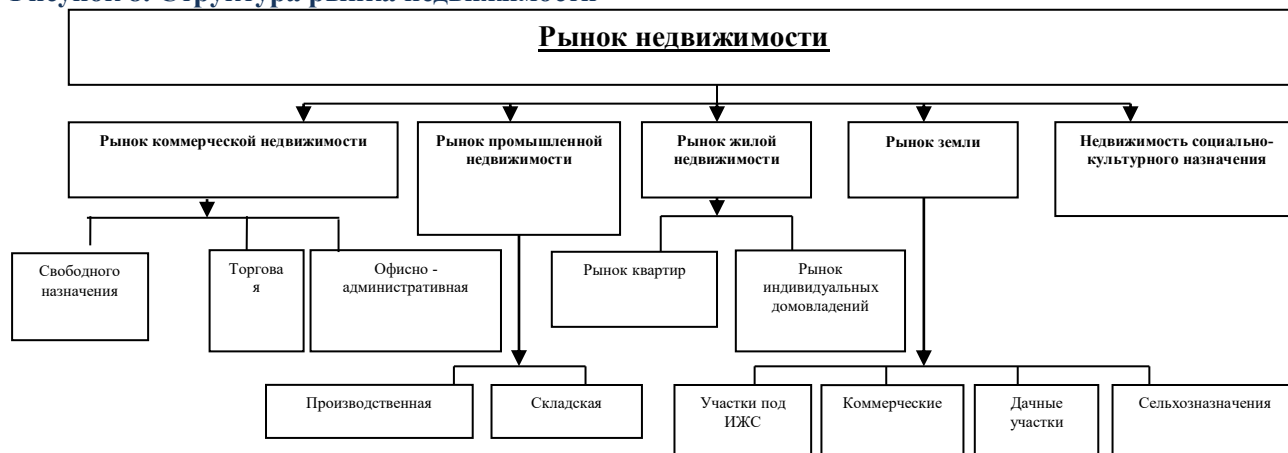 Рисунок 8. Структура рынка недвижимости
Рынок недвижимости
Рынок коммерческой недвижимости
Рынок промышленной
недвижимости
Рынок жилой
недвижимости
Рынок земли
Недвижимость социально-
культурного назначения
Свободного
назначения
Торгова
я
Офисно -
административная
Рынок квартир
Рынок
индивидуальных
домовладений
Производственная
Складская
Участки под
ИЖС
Коммерческие
Дачные
участки
Сельхозназначения